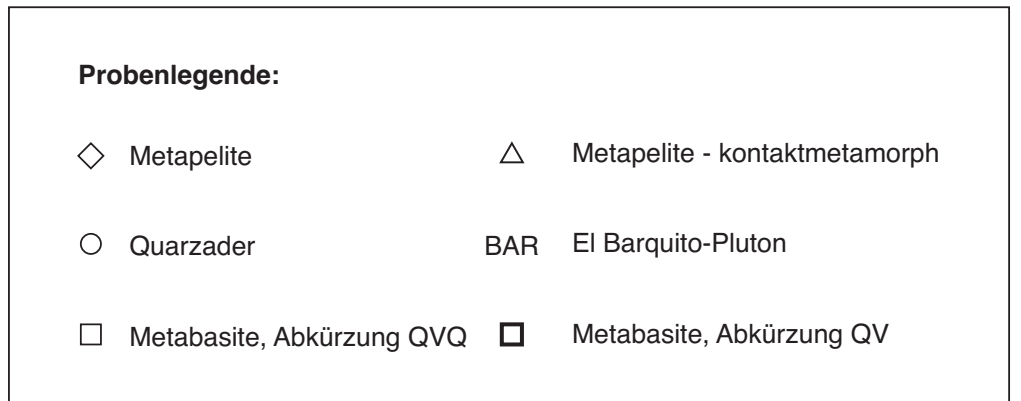 Probenlegende:
Metapelite
Metapelite - kontaktmetamorph
Quarzader
BAR El Barquito-Pluton
Metabasite, Abkürzung QVQ
Metabasite, Abkürzung QV